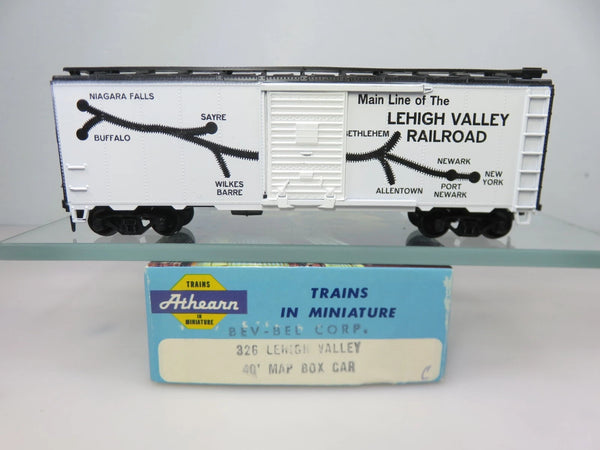 NIAGARA FALLS
BUFFALO
SAYRE
WILKES
BARRE
Main Line of The
LEHIGH VALLEY
RAILROAD
ETHLEHEM
ALLENTOWN
NEWARK
PORT
NEWARK
NEW
YORK
TRAINS
Athearn
IN
MINIATURE
TRAINS
IN MINIATURE
BEV-BEL CORP.
326 LEHIGH VALLEY
40' MAP BOX CAR
C